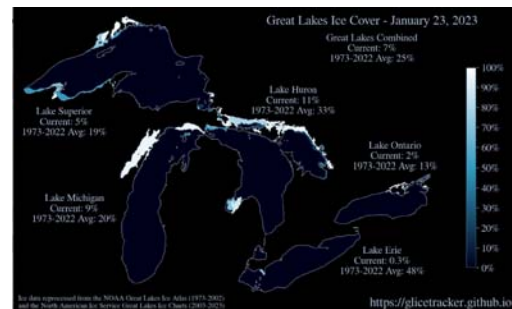 Great Lakes Ice Cover - January 23, 2023
Great Lakes Combined
Current: 7%
1973-2022 Avg: 25%
Lake Huron
Current: 11%
1973-2022 Avg: 33%
Lake Superior
Current: 5%
1973-2022 Avg: 19%
Lake Ontario
Current: 2%
1973-2022 Avg: 13%
Lake Michigan
Current: 9%
1973-2022 Avg: 20%
Lake Erie
Current: 0.3%
1973-2022 Avg: 48%
100%
90%
80%
70%
60%
50%
40%
30%
20%
10%
0%
Ice data reprocessed from the NOAA Great Lakes Ice Atlas (1973-2002)
and the North American Ice Service Great Lakes Ice Charts (2003-2023)
https://glicetracker.github.io